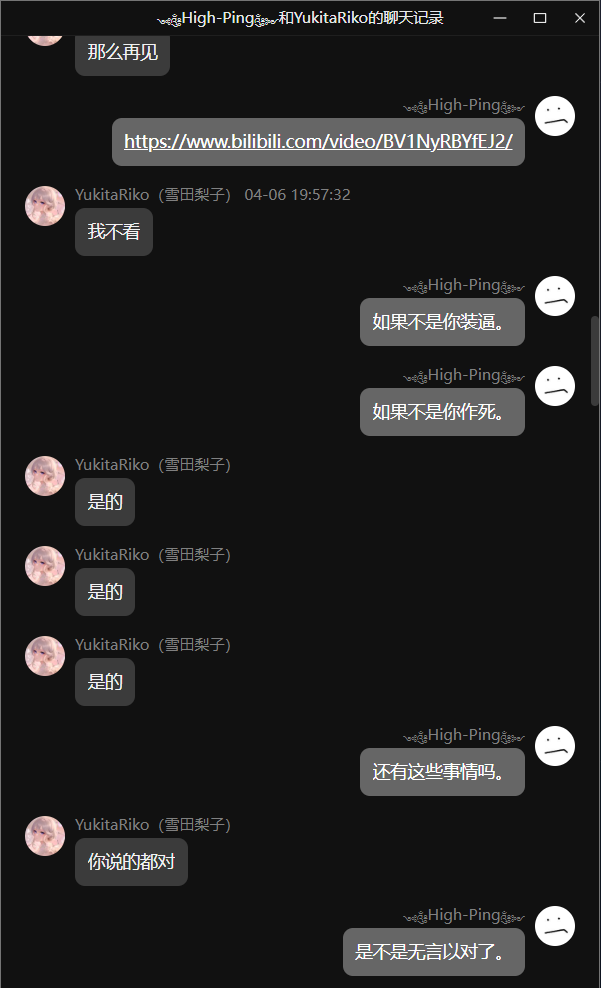 High-Ping和YukitaRiko的聊天记录
那么再见
High-Ping
https://www.bilibili.com/video/BV1NyRBYfEJ2/
YukitaRiko（雪田梨子） 04-06 19:57:32
我不看
High-Ping
如果不是你装逼。
High-Ping
如果不是你作死。
YukitaRiko（雪田梨子）
是的
YukitaRiko（雪田梨子）
是的
YukitaRiko（雪田梨子）
是的
High-Ping
还有这些事情吗。
YukitaRiko（雪田梨子）
你说的都对
High-Ping
是不是无言以对了。